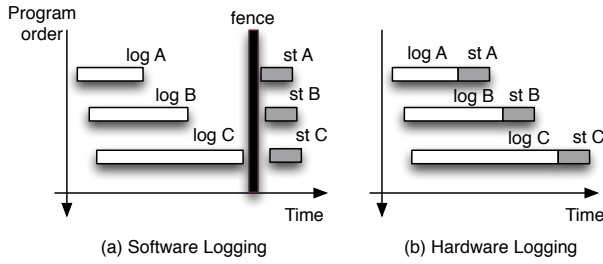 Program
order
fence
log A
st A
log B
st B
log C
st C
Time
(a) Software Logging
log A
st A
log B
st B
log C
st C
Time
(b) Hardware Logging